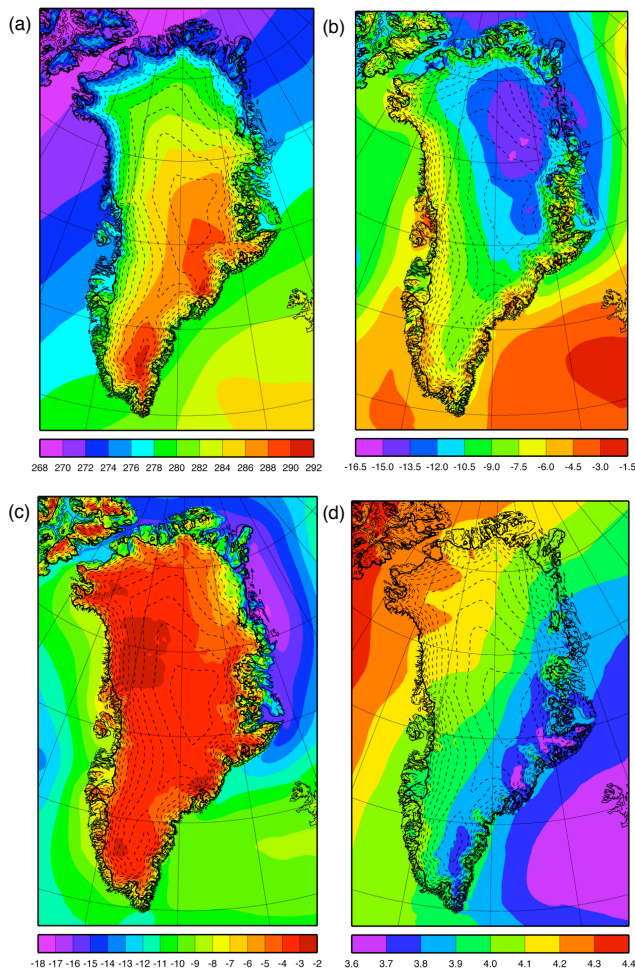 (a)
(b)
268 270 272 274 276 278 280 282 284 286 288 290 292
-16.5 -15.0 -13.5 -12.0 -10.5 -9.0 -7.5 -6.0 -4.5 -3.0 -1.5
(c)
(d)
-18 -17 -16 -15 -14 -13 -12 -11 -10 -9 -8 -7 -6 -5 -4 -3 -2
3.6 3.7 3.8 3.9 4.0 4.1 4.2 4.3 4.4